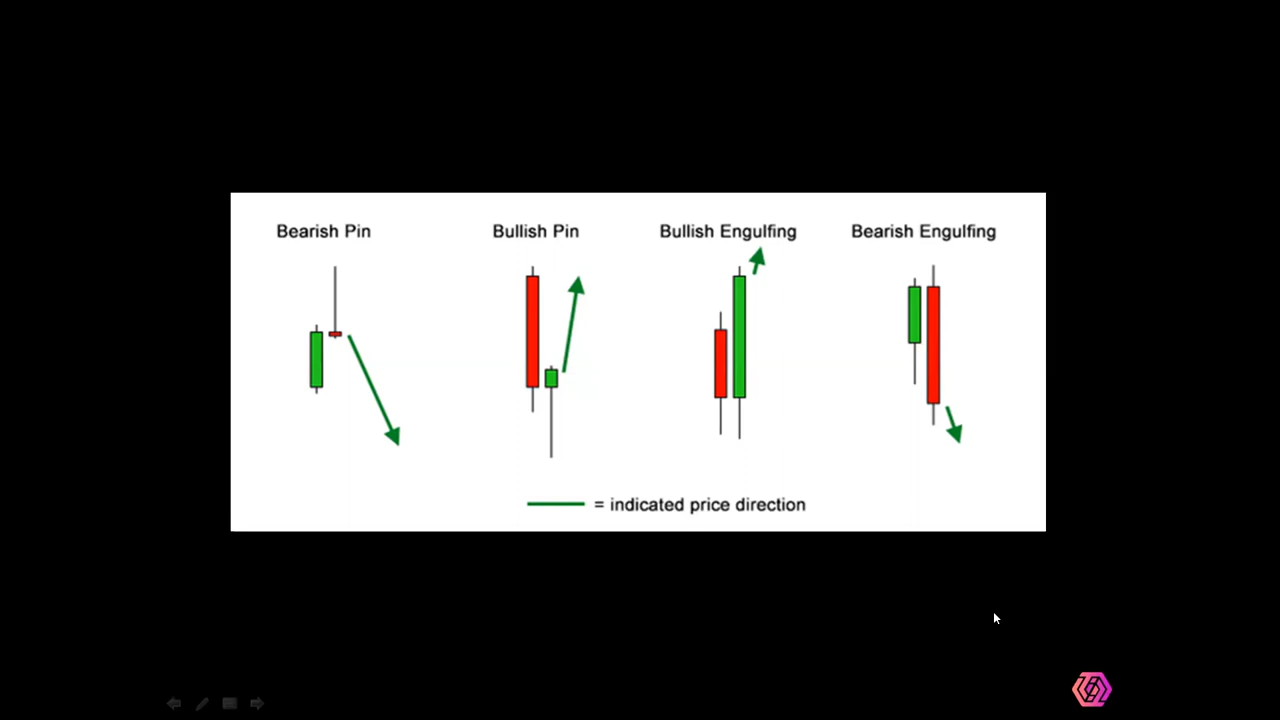 Bearish Pin
Bullish Pin
Bullish Engulfing
Bearish Engulfing
= indicated price direction